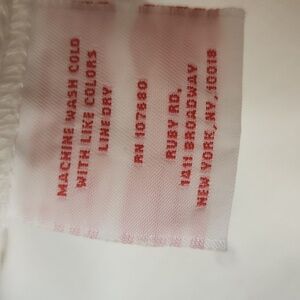 MACHINE WASH COLD
WITH LIKE COLORS
LINE DRY
RN 107680
RUBY RD.
1411 BROADWAY
NEW YORK, NY, 10018